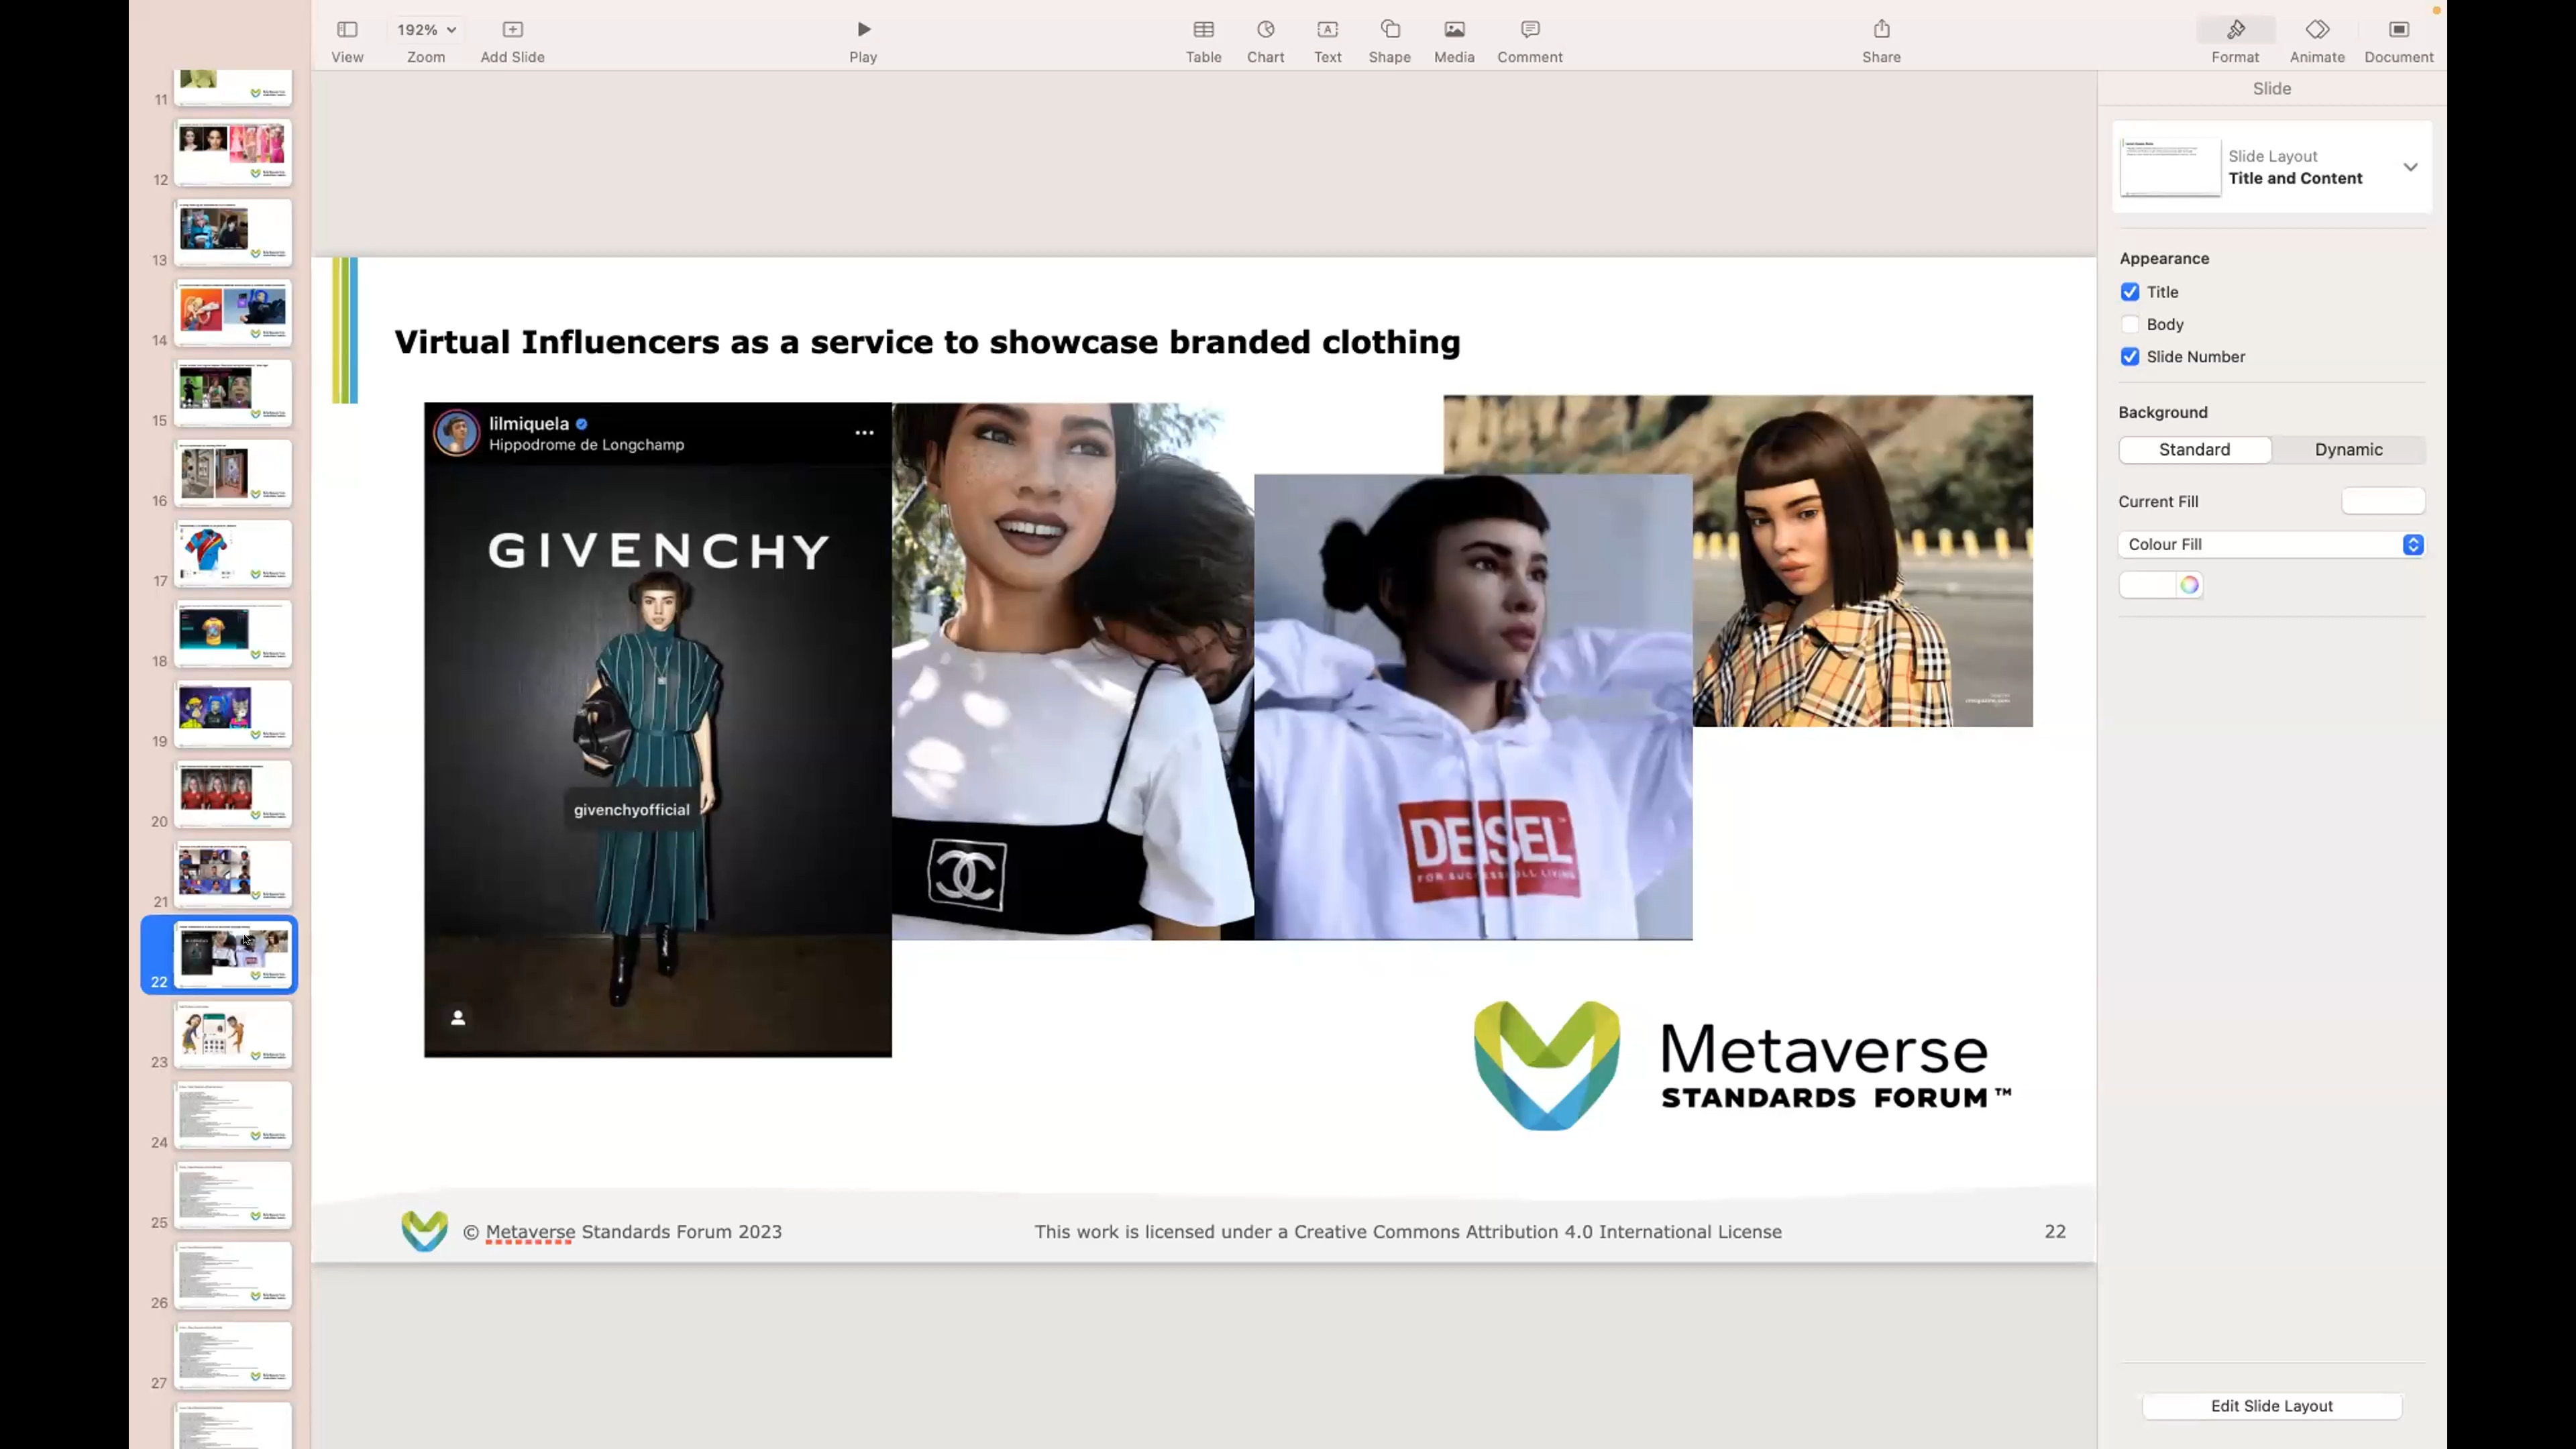 192%
View
Zoom
Add Slide
Play
Table
Chart
Text
Shape
Media
Comment
Share
Format
Animate
Document
11
12
13
14
15
16
17
18
19
20
21
22
23
24
25
26
27
Virtual Influencers as a service to showcase branded clothing
lilmiquela
Hippodrome de Longchamp
GIVENCHY
givenchyofficial
DEISEL
FOR SUCCESSFULL LIVING
Metaverse
STANDARDS FORUM™
© Metaverse Standards Forum 2023
This work is licensed under a Creative Commons Attribution 4.0 International License
22
Slide
Slide Layout
Title and Content
Appearance
Title
Body
Slide Number
Background
Standard
Dynamic
Current Fill
Colour Fill
Edit Slide Layout